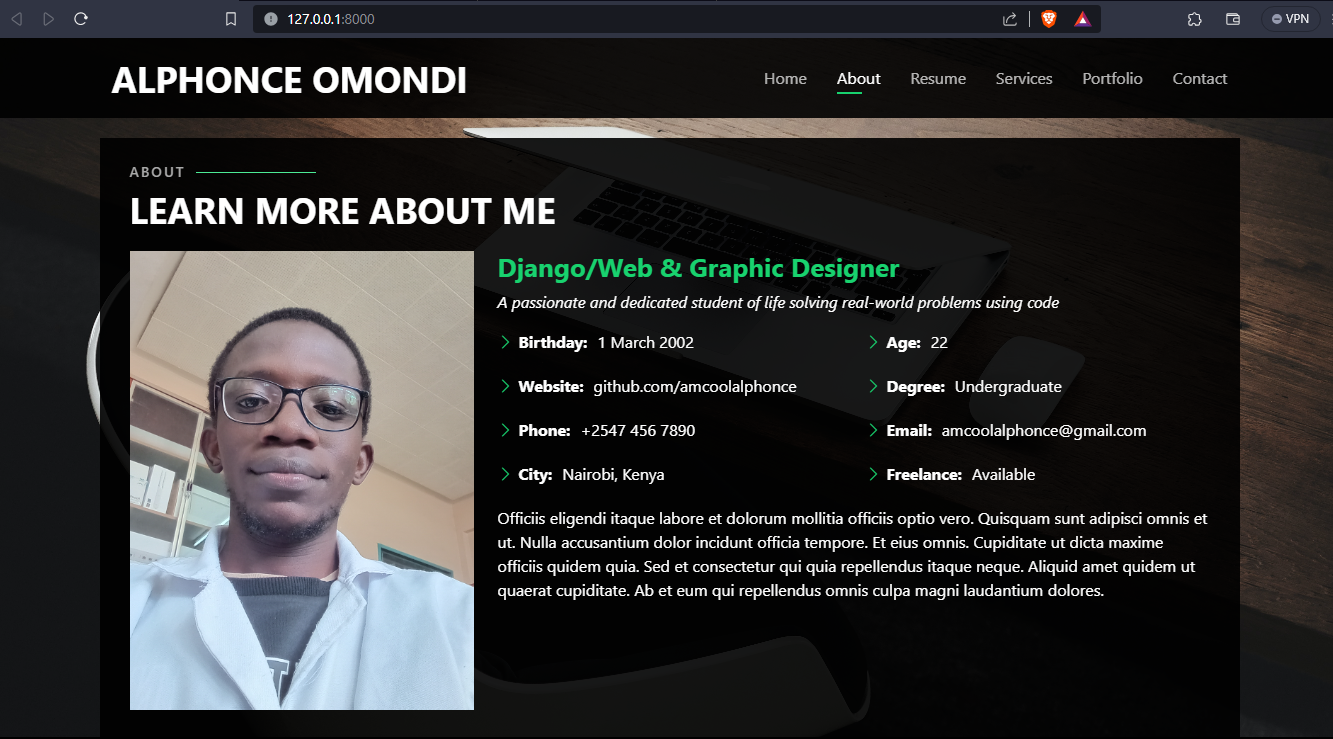 127.0.0.1:8000
VPN
ALPHONCE OMONDI
Home About Resume Services Portfolio Contact
ABOUT
LEARN MORE ABOUT ME
Django/Web & Graphic Designer
A passionate and dedicated student of life solving real-world problems using code
Birthday: 1 March 2002
Age: 22
Website: github.com/amcoolalphonce
Degree: Undergraduate
Phone: +2547 456 7890
Email: amcoolalphonce@gmail.com
City: Nairobi, Kenya
Freelance: Available
Officiis eligendi itaque labore et dolorum mollitia officiis optio vero. Quisquam sunt adipisci omnis et
ut. Nulla accusantium dolor incidunt officia tempore. Et eius omnis. Cupiditate ut dicta maxime
officiis quidem quia. Sed et consectetur qui quia repellendus itaque neque. Aliquid amet quidem ut
quaerat cupiditate. Ab et eum qui repellendus omnis culpa magni laudantium dolores.